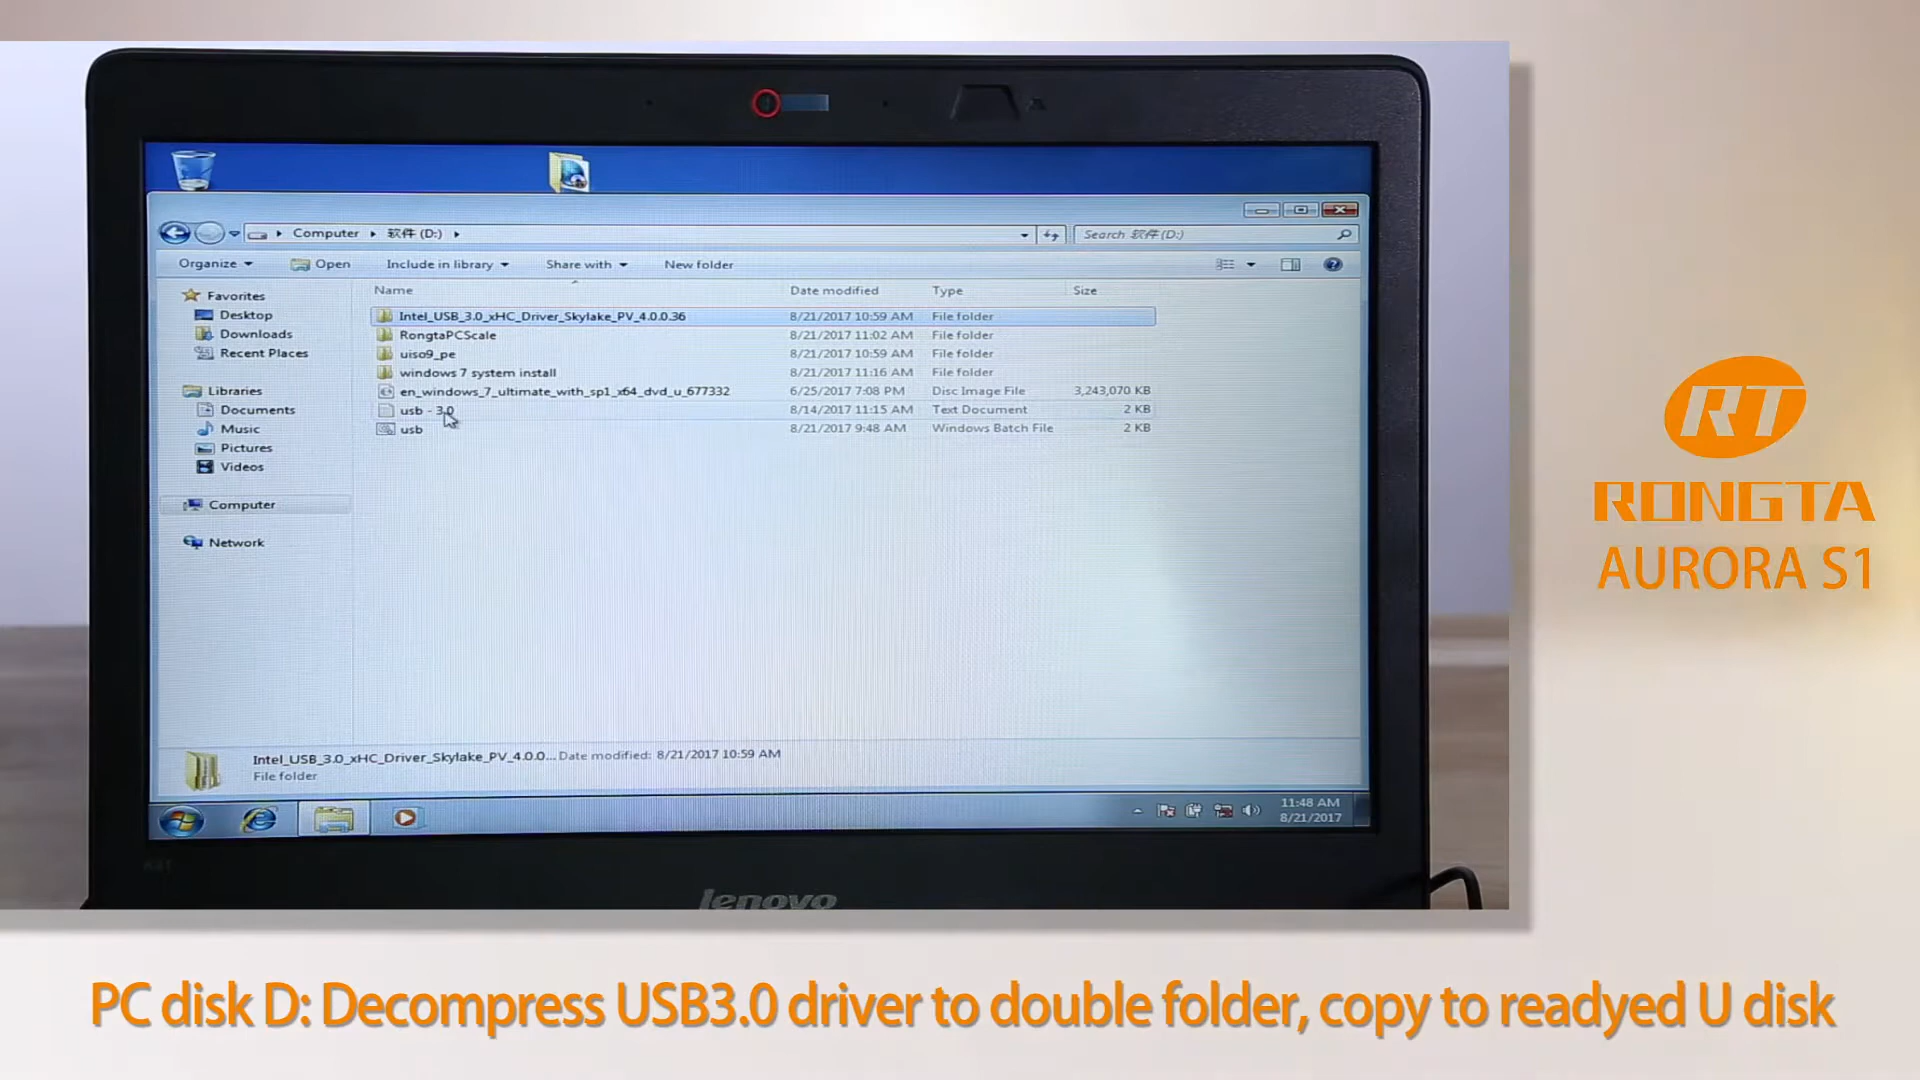 Computer ▸ 软件 (D:) ▸
Search 软件(D:)
Organize
Open
Include in library
Share with
New folder
Name
Date modified
Type
Size
Favorites
Desktop
Downloads
Recent Places
Libraries
Documents
Music
Pictures
Videos
Computer
Network
Intel_USB_3.0_xHC_Driver_Skylake_PV_4.0.0.36 8/21/2017 10:59 AM File folder
RongtaPCScale 8/21/2017 11:02 AM File folder
uiso9_pe 8/21/2017 10:59 AM File folder
windows 7 system install 8/21/2017 11:16 AM File folder
en_windows_7_ultimate_with_sp1_x64_dvd_u_677332 6/25/2017 7:08 PM Disc Image File 3,243,070 KB
usb - 3.0 8/14/2017 11:15 AM Text Document 2 KB
usb 8/21/2017 9:48 AM Windows Batch File 2 KB
Intel_USB_3.0_xHC_Driver_Skylake_PV_4.0.0... Date modified: 8/21/2017 10:59 AM
File folder
11:48 AM
8/21/2017
lenovo
RT
RONGTA
AURORA S1
PC disk D: Decompress USB3.0 driver to double folder, copy to readyed U disk